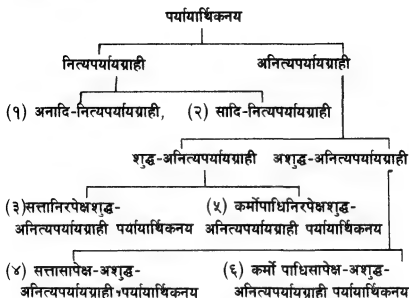 पर्यायार्थिकनय
नित्यपर्यायग्राही अनित्यपर्यायग्राही
(१) अनादि-नित्यपर्यायग्राही, (२) सादि-नित्यपर्यायग्राही
शुद्ध-अनित्यपर्यायग्राही अशुद्ध-अनित्यपर्यायग्राही
(३)सत्तानिरपेक्षशुद्ध- (५) कर्मोपाधिनिरपेक्षशुद्ध-
अनित्यपर्यायग्राही पर्यायार्थिकनय अनित्यपर्यायग्राही पर्यायार्थिकनय
(४) सत्तासापेक्ष-अशुद्ध- (६) कर्मो पाधिसापेक्ष-अशुद्ध-
अनित्यपर्यायग्राही पर्यायार्थिकनय अनित्यपर्यायग्राही पर्यायार्थिकनय